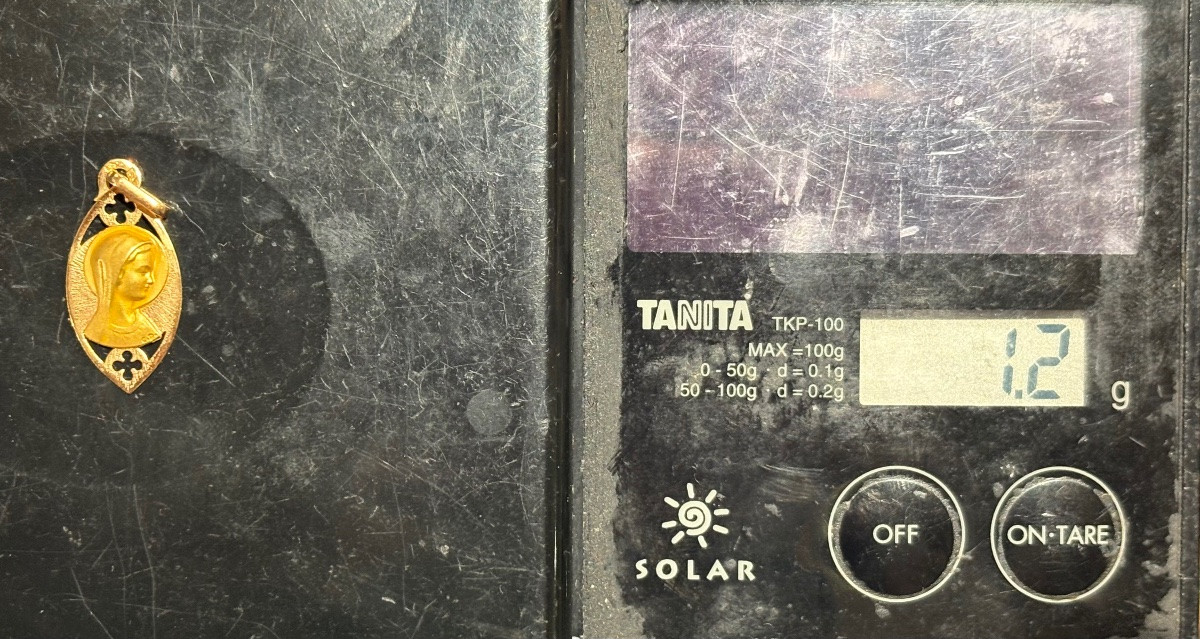 TANITA TKP-100
MAX =100g
0 - 50g · d = 0.1g
50 - 100g · d = 0.2g
1.2 g
SOLAR
OFF
ON·TARE